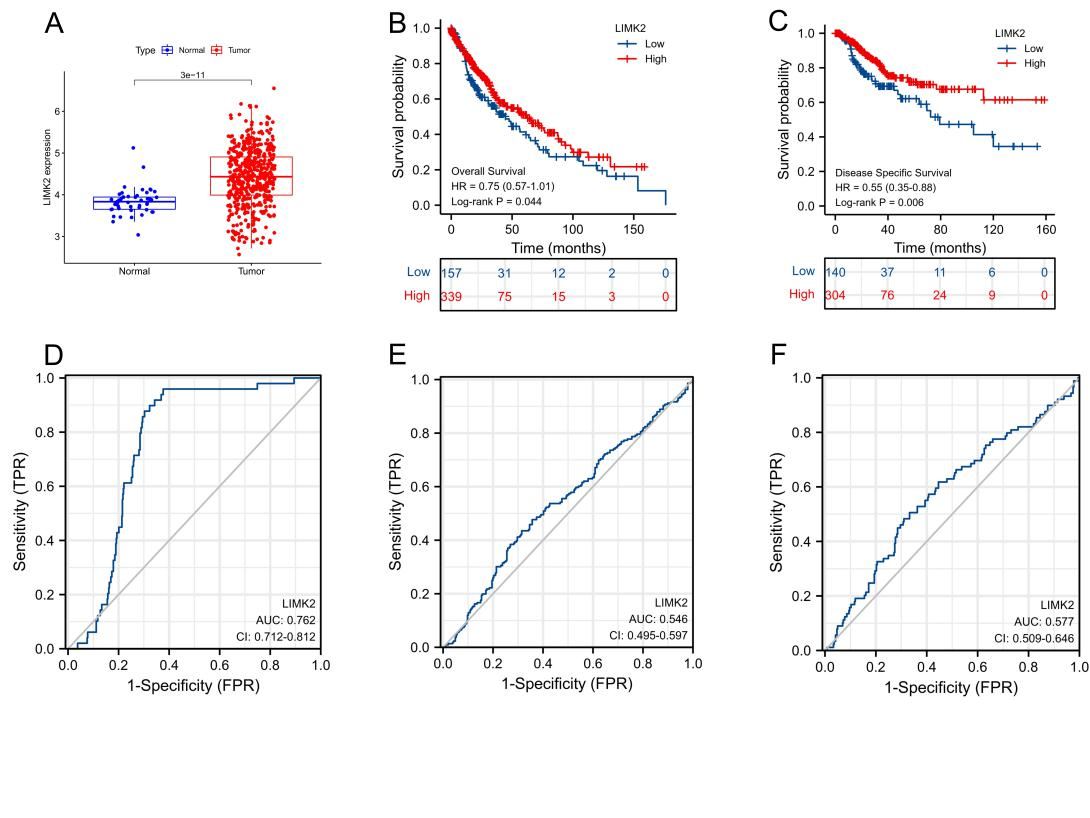 A
Type Normal Tumor
3e−11
LIMK2 expression
6
5
4
3
Normal Tumor
B
LIMK2
Low
High
Survival probability
1.0
0.8
0.6
0.4
0.2
0.0
Overall Survival
HR = 0.75 (0.57-1.01)
Log-rank P = 0.044
0 50 100 150
Time (months)
Low 157 31 12 2 0
High 339 75 15 3 0
C
LIMK2
Low
High
Survival probability
1.0
0.8
0.6
0.4
0.2
0.0
Disease Specific Survival
HR = 0.55 (0.35-0.88)
Log-rank P = 0.006
0 40 80 120 160
Time (months)
Low 140 37 11 6 0
High 304 76 24 9 0
D
Sensitivity (TPR)
1.0
0.8
0.6
0.4
0.2
0.0
LIMK2
AUC: 0.762
CI: 0.712-0.812
0.0 0.2 0.4 0.6 0.8 1.0
1-Specificity (FPR)
E
Sensitivity (TPR)
1.0
0.8
0.6
0.4
0.2
0.0
LIMK2
AUC: 0.546
CI: 0.495-0.597
0.0 0.2 0.4 0.6 0.8 1.0
1-Specificity (FPR)
F
Sensitivity (TPR)
1.0
0.8
0.6
0.4
0.2
0.0
LIMK2
AUC: 0.577
CI: 0.509-0.646
0.0 0.2 0.4 0.6 0.8 1.0
1-Specificity (FPR)